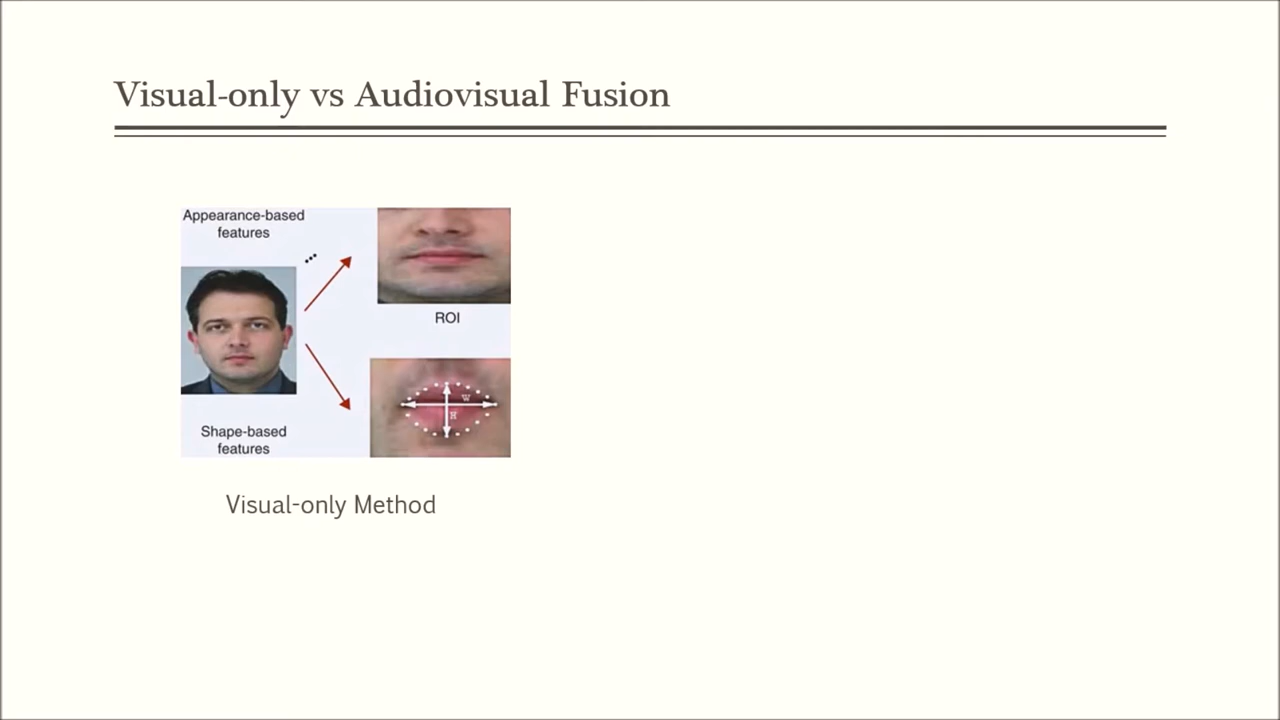 Visual-only vs Audiovisual Fusion
Appearance-based
features
ROI
W
H
Shape-based
features
Visual-only Method